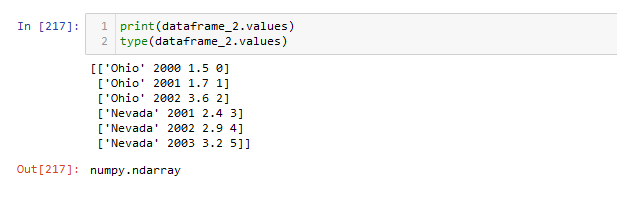 In [217]: 1 print(dataframe_2.values)
2 type(dataframe_2.values)
[['Ohio' 2000 1.5 0]
['Ohio' 2001 1.7 1]
['Ohio' 2002 3.6 2]
['Nevada' 2001 2.4 3]
['Nevada' 2002 2.9 4]
['Nevada' 2003 3.2 5]]
Out[217]: numpy.ndarray